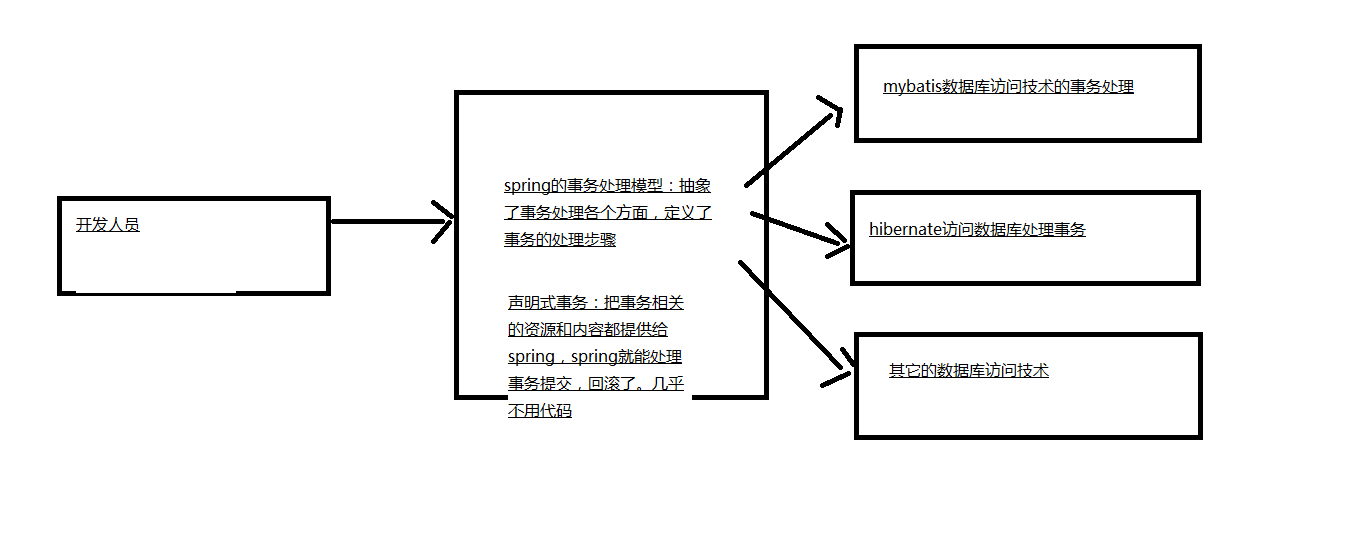 开发人员
spring的事务处理模型：抽象
了事务处理各个方面，定义了
事务的处理步骤
声明式事务：把事务相关
的资源和内容都提供给
spring，spring就能处理
事务提交，回滚了。几乎
不用代码
mybatis数据库访问技术的事务处理
hibernate访问数据库处理事务
其它的数据库访问技术